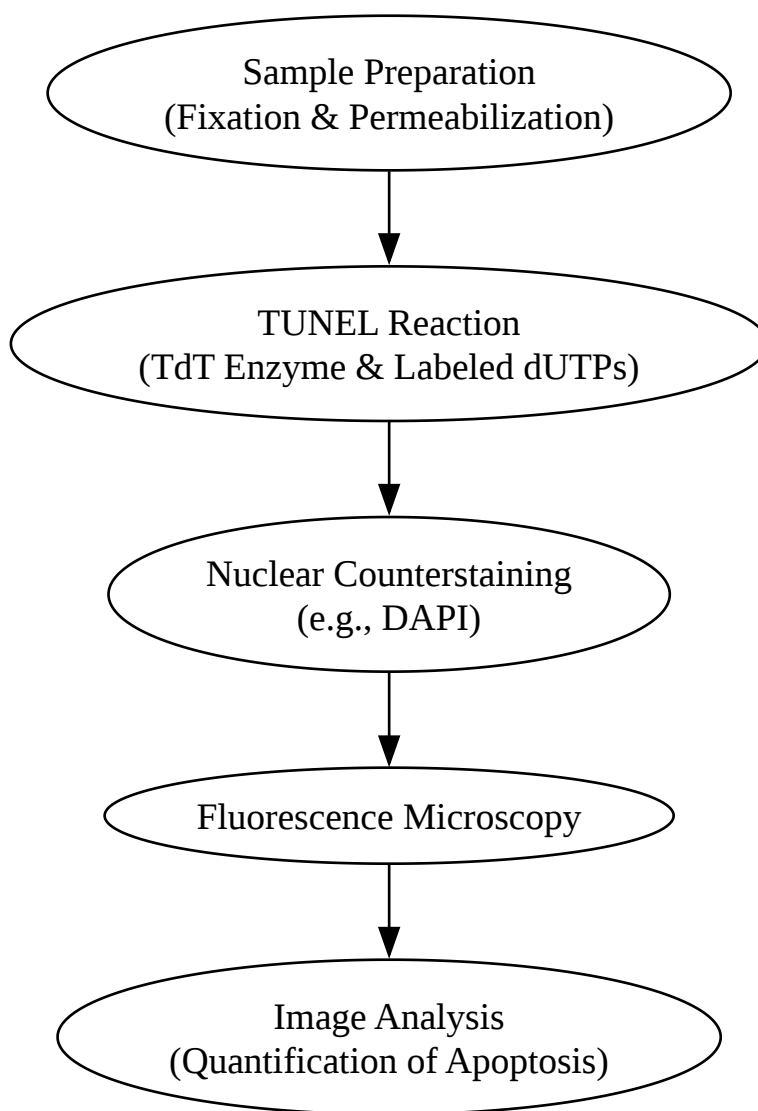 Sample Preparation
(Fixation & Permeabilization)
TUNEL Reaction
(TdT Enzyme & Labeled dUTPs)
Nuclear Counterstaining
(e.g., DAPI)
Fluorescence Microscopy
Image Analysis
(Quantification of Apoptosis)